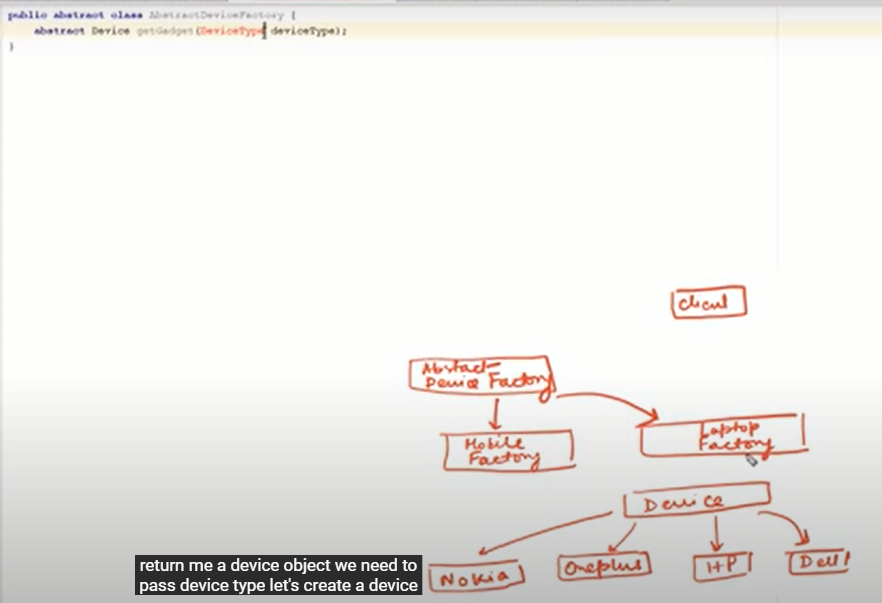 public abstract class AbstractDeviceFactory {
abstract Device getGadget(DeviceType deviceType);
}
Client
Abstact
Device Factory
Mobile
Factory
Laptop
Factory
Device
Nokia
Oneplus
HP
Dell
return me a device object we need to
pass device type let's create a device